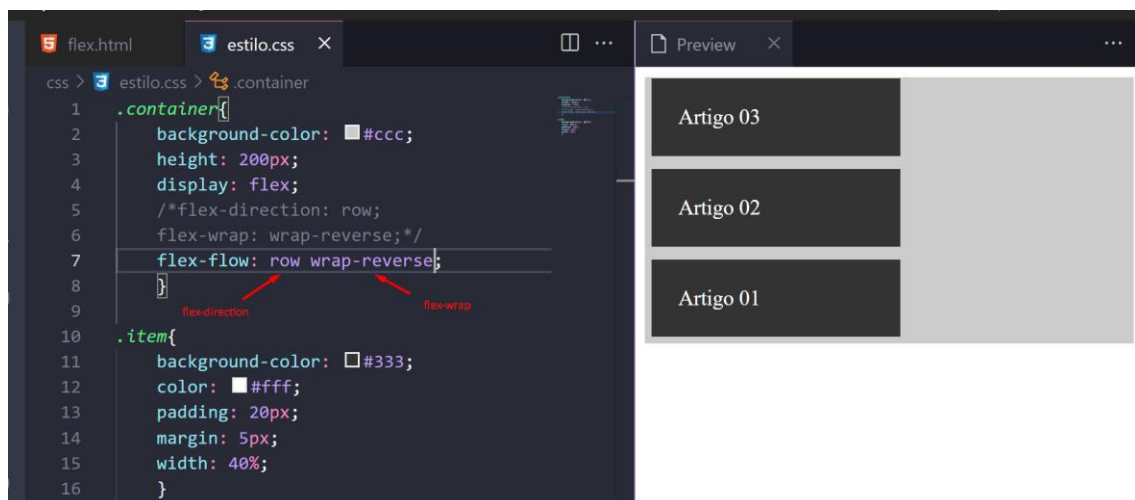 flex.html
estilo.css
Preview
css > estilo.css > .container
1 .container{
2 background-color: #ccc;
3 height: 200px;
4 display: flex;
5 /*flex-direction: row;
6 flex-wrap: wrap-reverse;*/
7 flex-flow: row wrap-reverse;
8 }
flex-direction
flex-wrap
9
10 .item{
11 background-color: #333;
12 color: #fff;
13 padding: 20px;
14 margin: 5px;
15 width: 40%;
16 }
Artigo 03
Artigo 02
Artigo 01